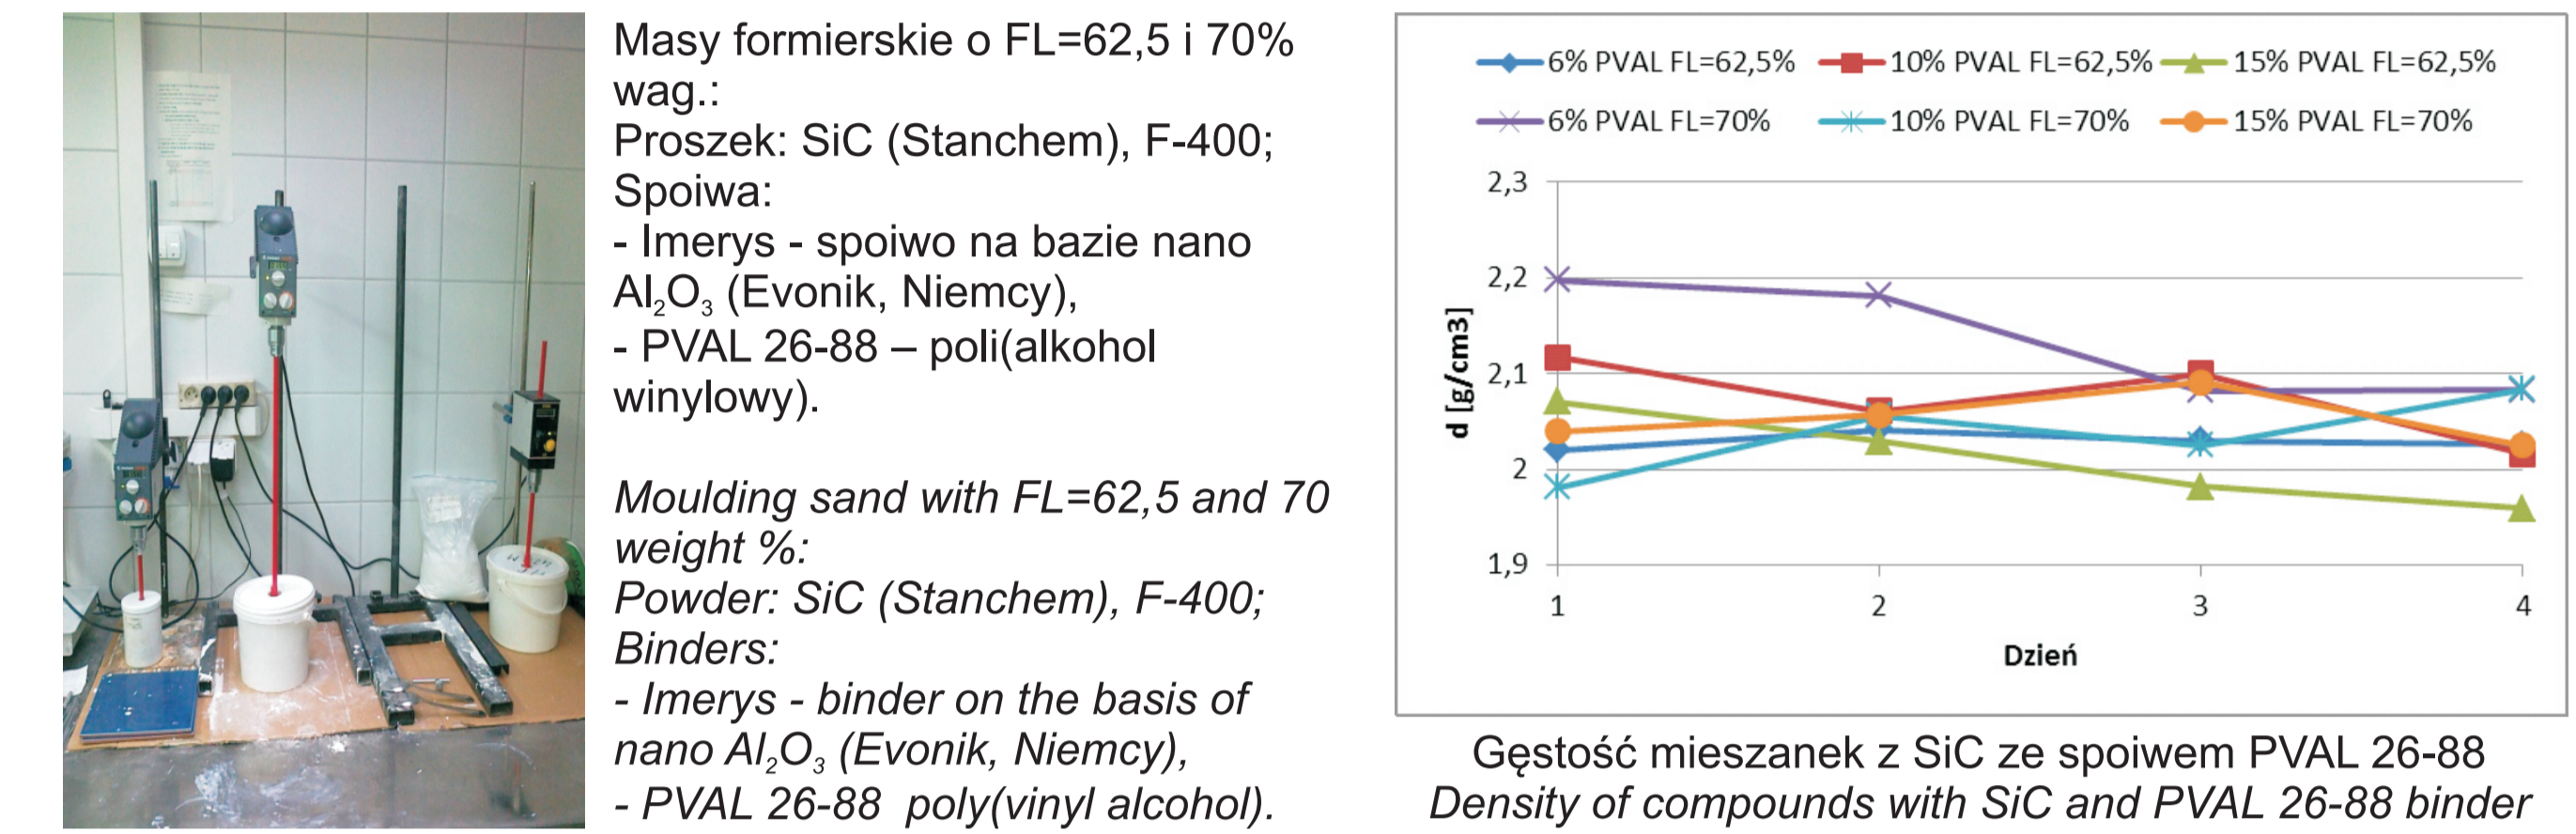 Masy formierskie o FL=62,5 i 70%
wag.:
Proszek: SiC (Stanchem), F-400;
Spoiwa:
- Imerys - spoiwo na bazie nano
Al₂O₃ (Evonik, Niemcy),
- PVAL 26-88 – poli(alkohol
winylowy).
Moulding sand with FL=62,5 and 70
weight %:
Powder: SiC (Stanchem), F-400;
Binders:
- Imerys - binder on the basis of
nano Al₂O₃ (Evonik, Niemcy),
- PVAL 26-88 poly(vinyl alcohol).
6% PVAL FL=62,5% 10% PVAL FL=62,5% 15% PVAL FL=62,5%
6% PVAL FL=70% 10% PVAL FL=70% 15% PVAL FL=70%
2,3
2,2
2,1
2
1,9
d [g/cm3]
1 2 3 4
Dzień
Gęstość mieszanek z SiC ze spoiwem PVAL 26-88
Density of compounds with SiC and PVAL 26-88 binder